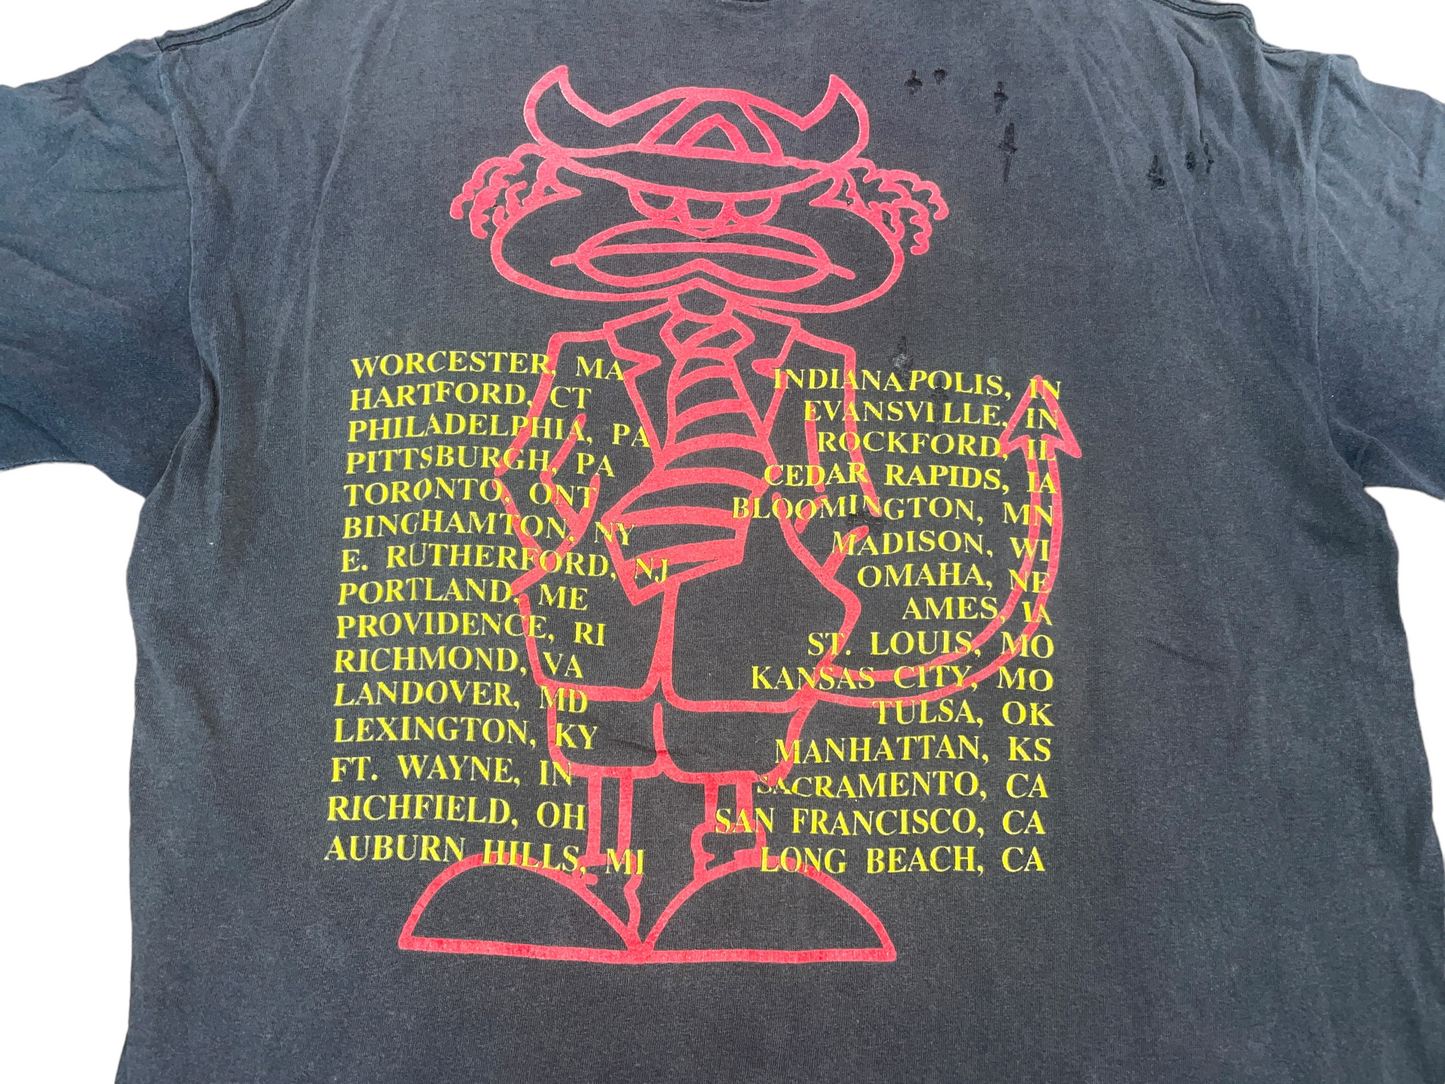 WORCESTER, MA
HARTFORD, CT
PHILADELPHIA, PA
PITTSBURGH, PA
TORONTO, ONT
BINGHAMTON, NY
E. RUTHERFORD, NJ
PORTLAND, ME
PROVIDENCE, RI
RICHMOND, VA
LANDOVER, MD
LEXINGTON, KY
FT. WAYNE, IN
RICHFIELD, OH
AUBURN HILLS, MI
INDIANAPOLIS, IN
EVANSVILLE, IN
ROCKFORD, IL
CEDAR RAPIDS, IA
BLOOMINGTON, MN
MADISON, WI
OMAHA, NE
AMES, IA
ST. LOUIS, MO
KANSAS CITY, MO
TULSA, OK
MANHATTAN, KS
SACRAMENTO, CA
SAN FRANCISCO, CA
LONG BEACH, CA